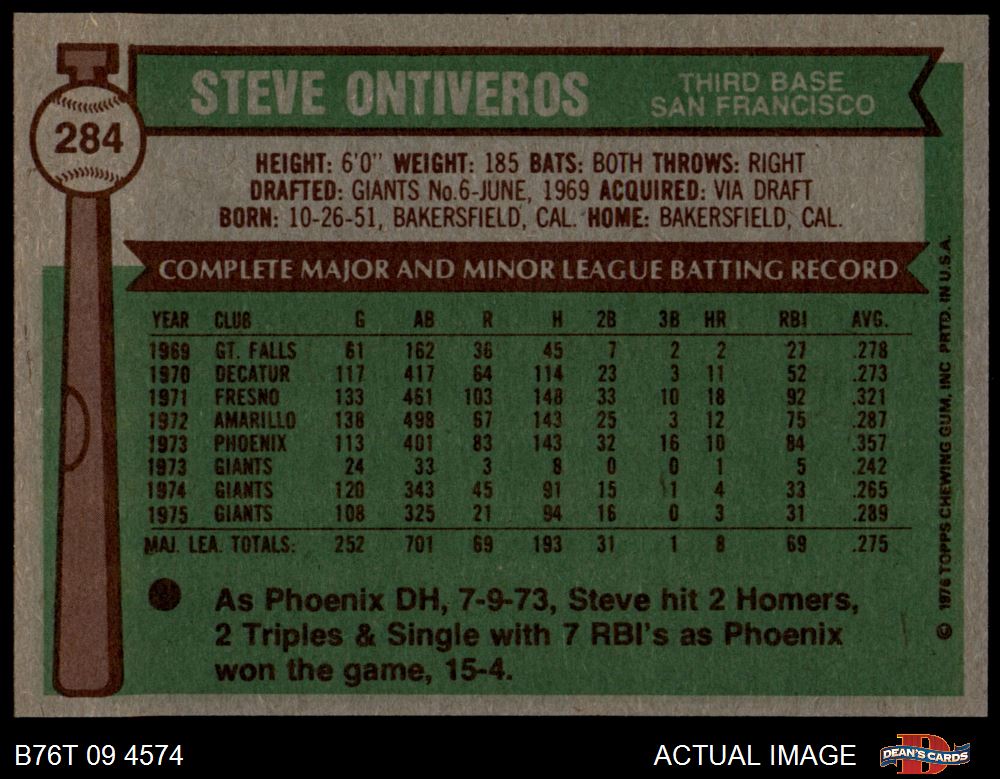 STEVE ONTIVEROS
THIRD BASE
SAN FRANCISCO
284
HEIGHT: 6'0" WEIGHT: 185 BATS: BOTH THROWS: RIGHT
DRAFTED: GIANTS No.6-JUNE, 1969 ACQUIRED: VIA DRAFT
BORN: 10-26-51, BAKERSFIELD, CAL. HOME: BAKERSFIELD, CAL.
COMPLETE MAJOR AND MINOR LEAGUE BATTING RECORD
YEAR CLUB G AB R H 2B 3B HR RBI AVG.
1969 GT. FALLS 61 162 36 45 7 2 2 27 .278
1970 DECATUR 117 417 64 114 23 3 11 52 .273
1971 FRESNO 133 461 103 148 33 10 18 92 .321
1972 AMARILLO 138 498 67 143 25 3 12 75 .287
1973 PHOENIX 113 401 83 143 32 16 10 84 .357
1973 GIANTS 24 33 3 8 0 0 1 5 .242
1974 GIANTS 120 343 45 91 15 1 4 33 .265
1975 GIANTS 108 325 21 94 16 0 3 31 .289
MAJ. LEA. TOTALS: 252 701 69 193 31 1 8 69 .275
As Phoenix DH, 7-9-73, Steve hit 2 Homers,
2 Triples & Single with 7 RBI's as Phoenix
won the game, 15-4.
© 1976 TOPPS CHEWING GUM, INC PRTD. IN U.S.A.
B76T 09 4574
ACTUAL IMAGE
DEAN'S CARDS